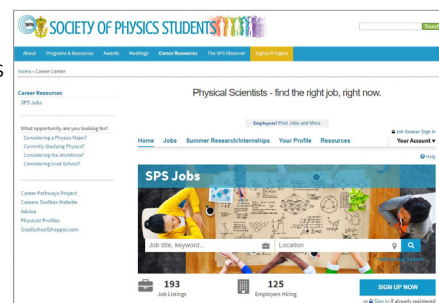 SOCIETY OF PHYSICS STUDENTS
Search
About Programs & Resources Awards Meetings Career Resources The SPS Observer Sigma Pi Sigma
Home » Career Center
s
Career Resources
SPS Jobs
What opportunity are you looking for?
Considering a Physics Major?
Currently Studying Physics?
Considering the Workforce?
Considering Grad School?
Career Pathways Project
Careers Toolbox Website
Advice
Physicist Profiles
GradSchoolShopper.com
Physical Scientists - find the right job, right now.
Employers! Post Jobs and More
Job Seeker Sign In
Home Jobs Summer Research/Internships Your Profile Resources Your Account
Help
SPS Jobs
Job title, keyword...
Location
193
Job Listings
125
Employers Hiring
SIGN UP NOW
or Sign In if already registered